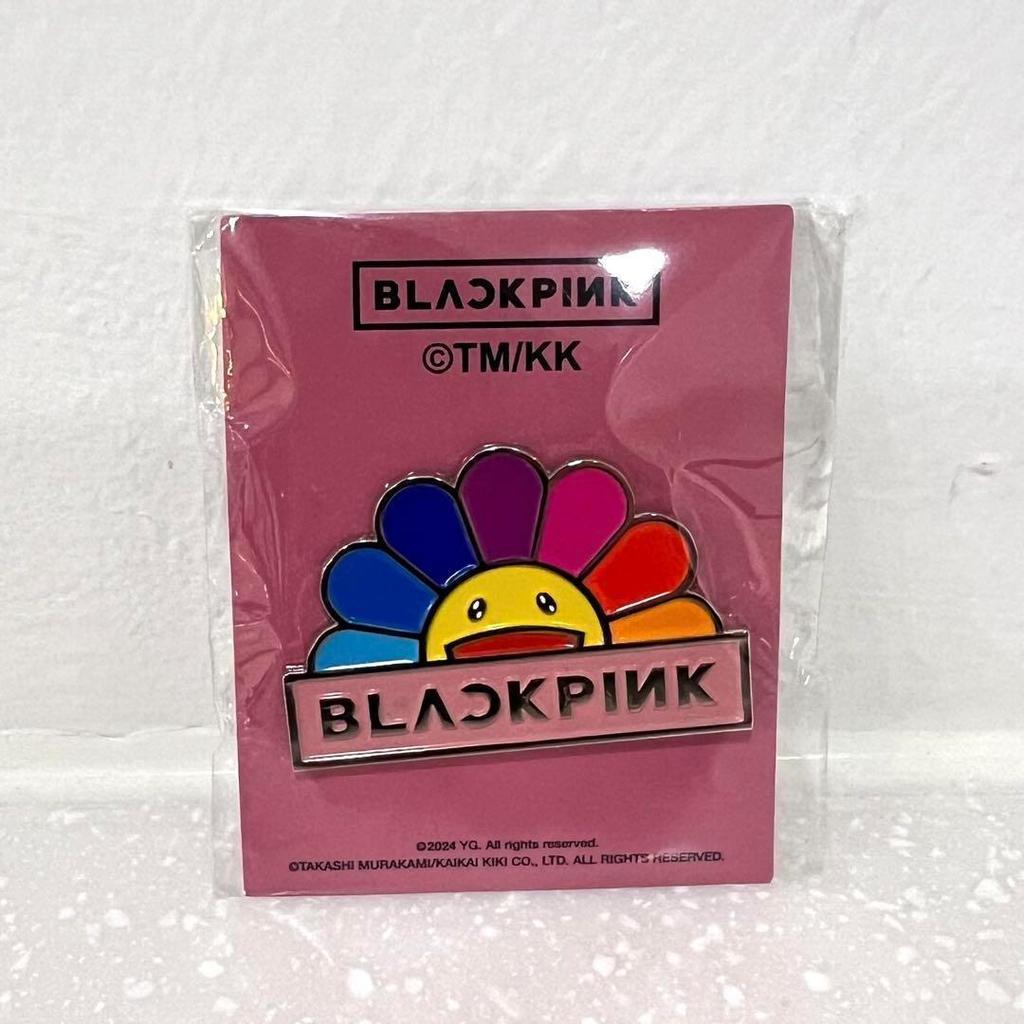 BLACKPINK
©TM/KK
BLACKPINK
©2024 YG. All rights reserved.
©TAKASHI MURAKAMI/KAIKAI KIKI CO., LTD. ALL RIGHTS RESERVED.